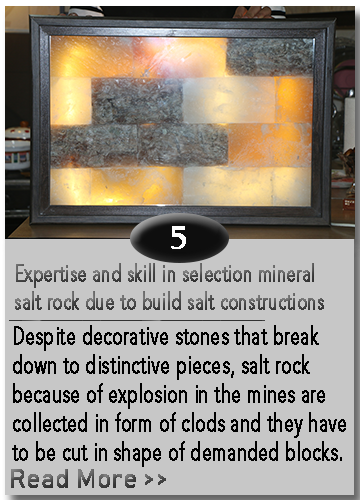 5
Expertise and skill in selection mineral
salt rock due to build salt constructions
Despite decorative stones that break
down to distinctive pieces, salt rock
because of explosion in the mines are
collected in form of clods and they have
to be cut in shape of demanded blocks.
Read More >>